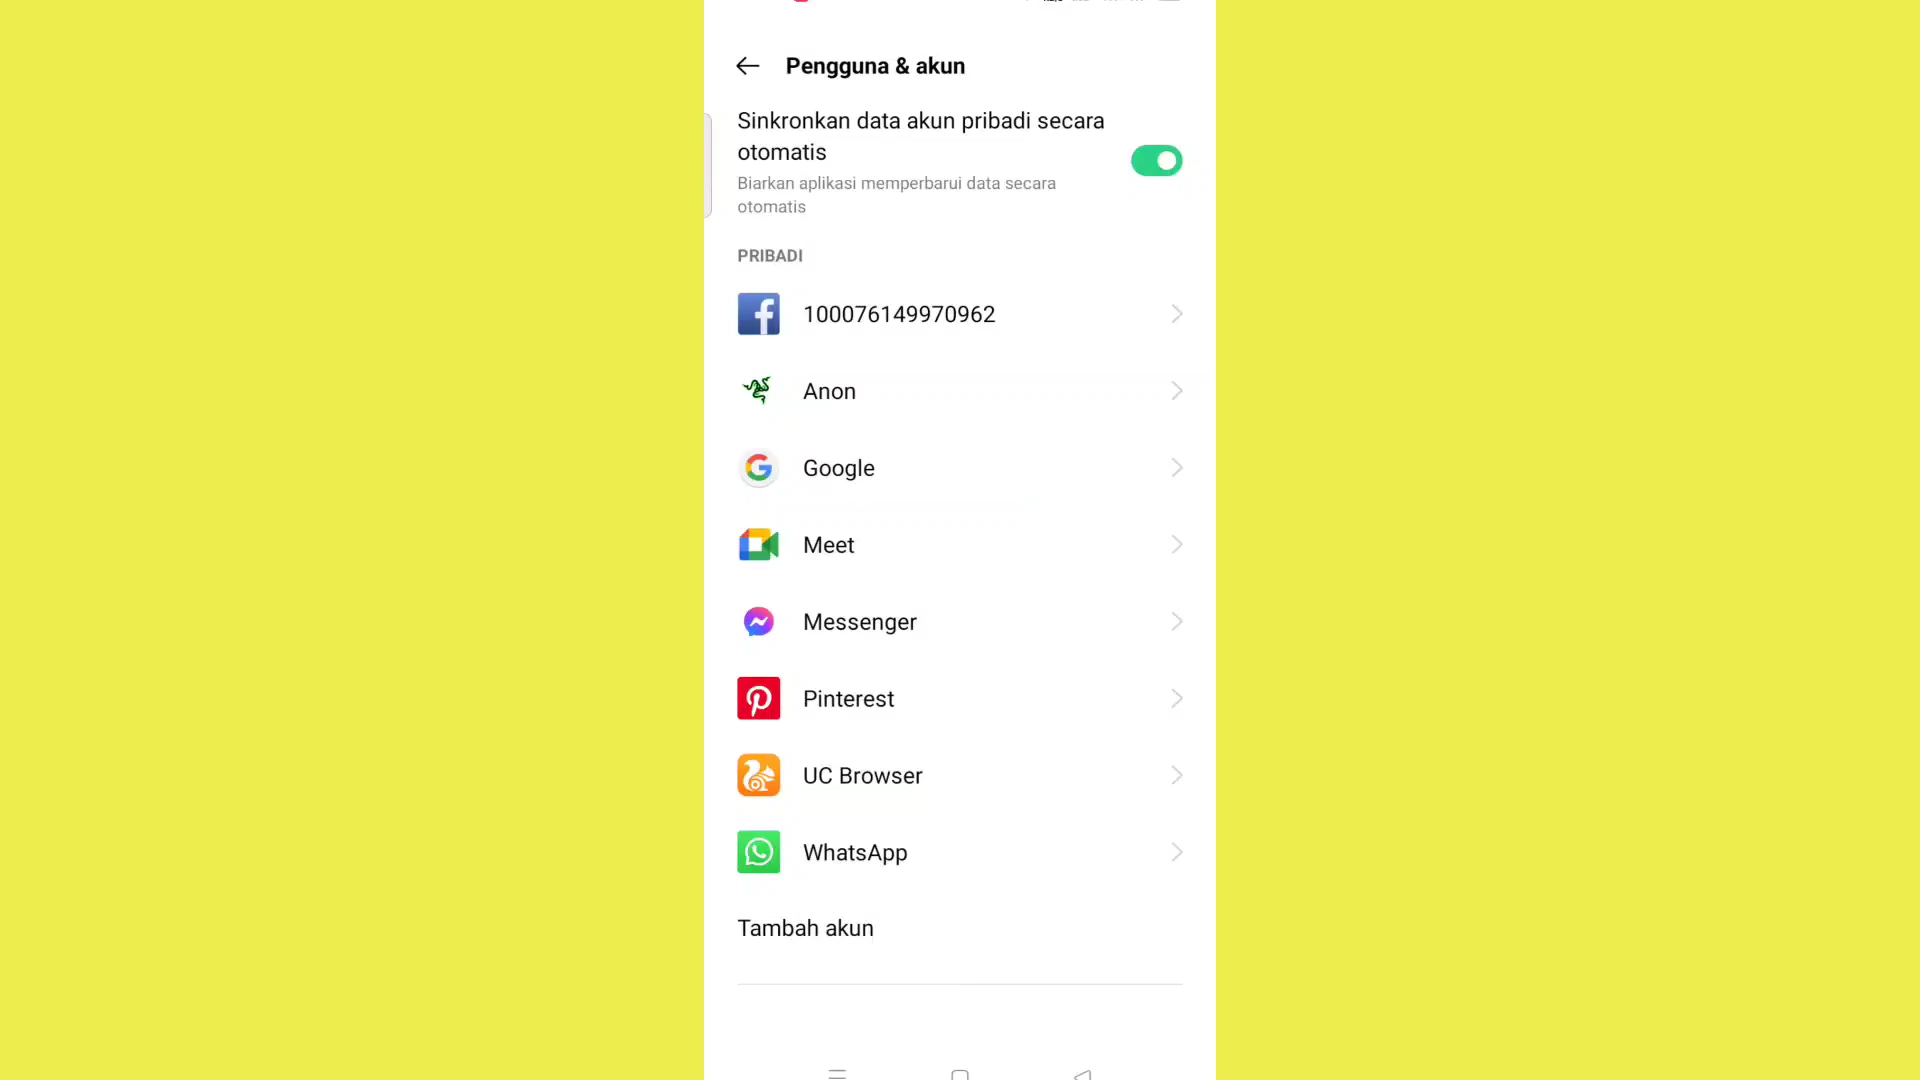 Pengguna & akun
Sinkronkan data akun pribadi secara
otomatis
Biarkan aplikasi memperbarui data secara
otomatis
PRIBADI
100076149970962
Anon
Google
Meet
Messenger
Pinterest
UC Browser
WhatsApp
Tambah akun